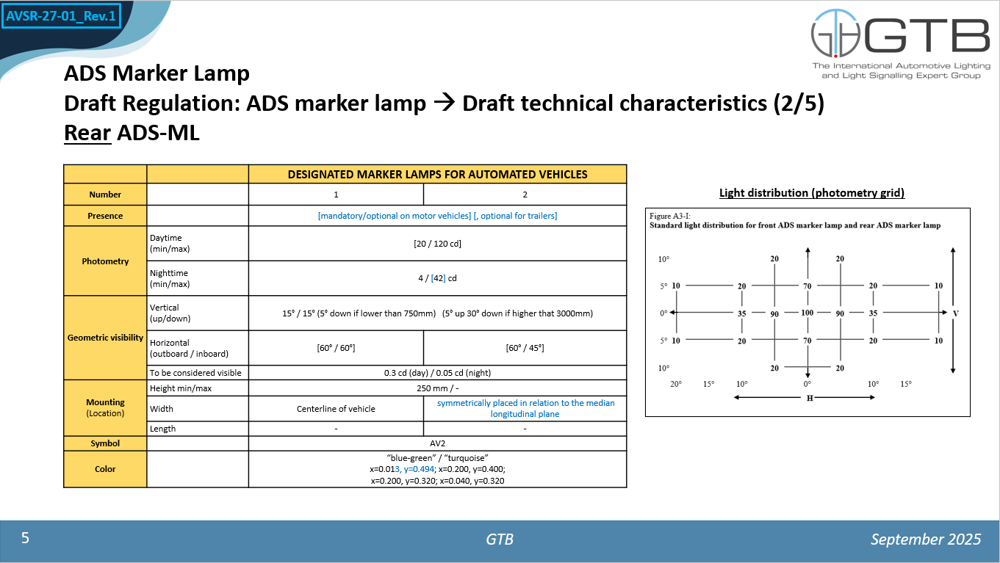 AVSR-27-01_Rev.1
GTB
The International Automotive Lighting
and Light Signalling Expert Group
ADS Marker Lamp
Draft Regulation: ADS marker lamp → Draft technical characteristics (2/5)
Rear ADS-ML
DESIGNATED MARKER LAMPS FOR AUTOMATED VEHICLES
Number 1 2
Presence [mandatory/optional on motor vehicles] [, optional for trailers]
Photometry
Daytime
(min/max)
[20 / 120 cd]
Nighttime
(min/max)
4 / [42] cd
Geometric visibility
Vertical
(up/down)
15° / 15° (5° down if lower than 750mm) (5° up 30° down if higher that 3000mm)
Horizontal
(outboard / inboard)
[60° / 60°] [60° / 45°]
To be considered visible 0.3 cd (day) / 0.05 cd (night)
Mounting
(Location)
Height min/max 250 mm / -
Width Centerline of vehicle
symmetrically placed in relation to the median
longitudinal plane
Length - -
Symbol AV2
Color
"blue-green" / "turquoise"
x=0.013, y=0.494; x=0.200, y=0.400;
x=0.200, y=0.320; x=0.040, y=0.320
Light distribution (photometry grid)
Figure A3-I:
Standard light distribution for front ADS marker lamp and rear ADS marker lamp
10° 20 20
5° 10 20 70 20 10
0° 35 90 100 90 35 V
5° 10 20 70 20 10
10° 20 20
20° 15° 10° 0° 10° 15°
H
5 GTB September 2025